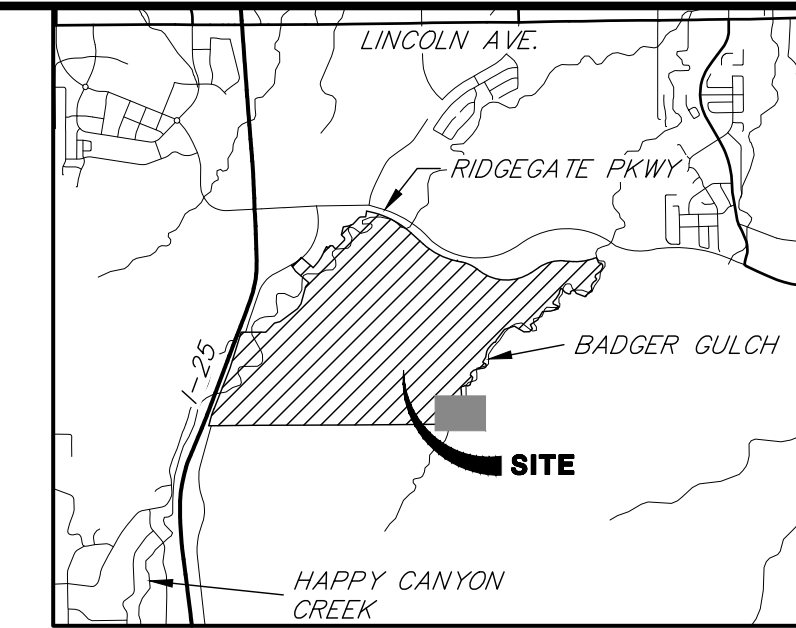 LINCOLN AVE.
RIDGEGATE PKWY
I-25
BADGER GULCH
SITE
HAPPY CANYON
CREEK